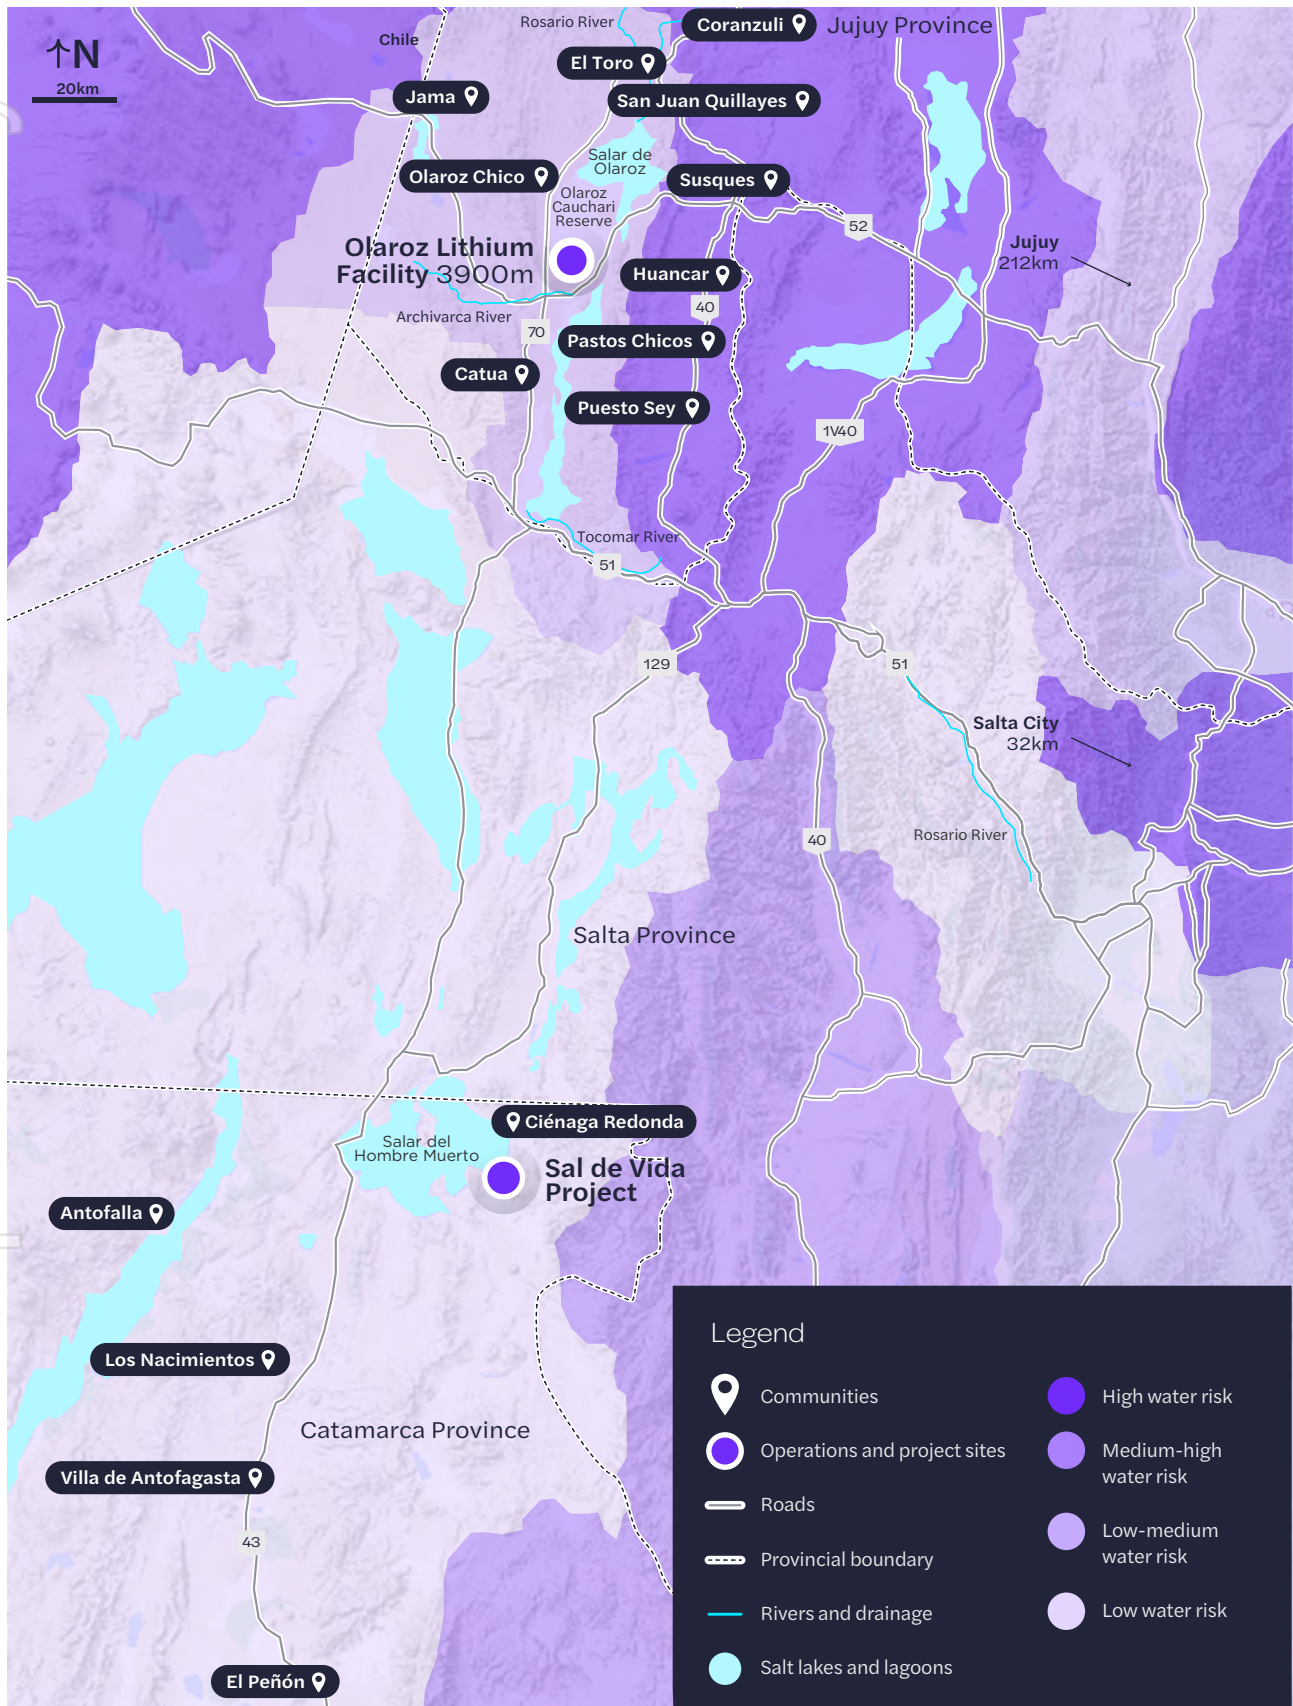 Rosario River
Coranzuli
Jujuy Province
Chile
N
20km
El Toro
Jama
San Juan Quillayes
Salar de
Olaroz
Olaroz Chico
Susques
Olaroz
Cauchari
Reserve
52
Olaroz Lithium
Facility 3900m
Jujuy
212km
Huancar
40
Archivarca River
70
Pastos Chicos
Catua
Puesto Sey
1V40
Tocomar River
51
129
51
Salta City
32km
Rosario River
40
Salta Province
Ciénaga Redonda
Salar del
Hombre Muerto
Sal de Vida
Project
Antofalla
Los Nacimientos
Catamarca Province
Villa de Antofagasta
43
El Peñón
Legend
Communities
Operations and project sites
Roads
Provincial boundary
Rivers and drainage
Salt lakes and lagoons
High water risk
Medium-high
water risk
Low-medium
water risk
Low water risk